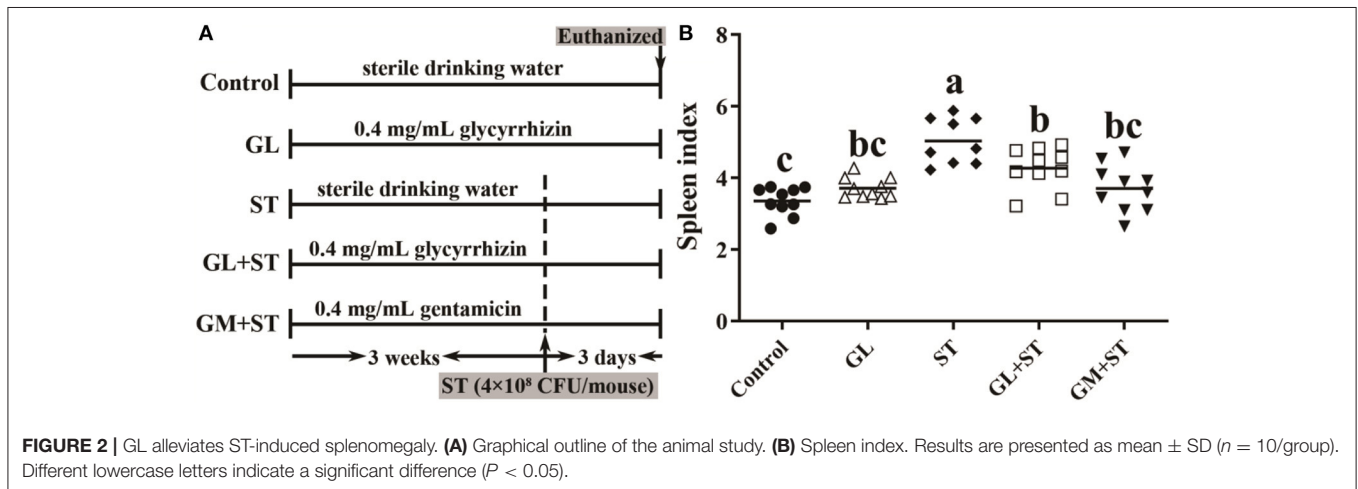 A
Euthanized
Control
sterile drinking water
GL
0.4 mg/mL glycyrrhizin
ST
sterile drinking water
GL+ST
0.4 mg/mL glycyrrhizin
GM+ST
0.4 mg/mL gentamicin
3 weeks
3 days
ST (4×10⁸ CFU/mouse)
B
Spleen index
8
6
4
2
0
c
bc
a
b
bc
Control
GL
ST
GL+ST
GM+ST
FIGURE 2 | GL alleviates ST-induced splenomegaly. (A) Graphical outline of the animal study. (B) Spleen index. Results are presented as mean ± SD (n = 10/group).
Different lowercase letters indicate a significant difference (P < 0.05).